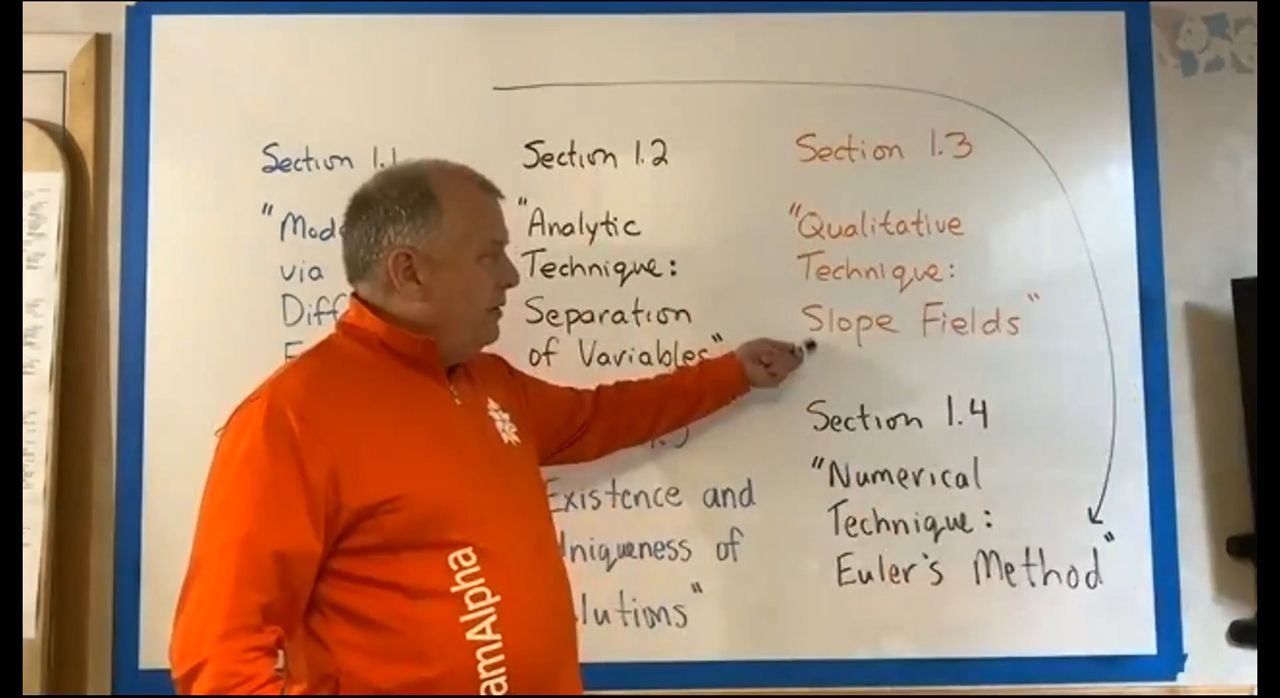 Section 1.1
"Mod
via
Diff
Section 1.2
"Analytic
Technique:
Separation
of Variables"
Section 1.3
"Qualitative
Technique:
Slope Fields"
Section 1.4
"Numerical
Technique:
Euler's Method"
Existence and
niqueness of
lutions"
amAlpha